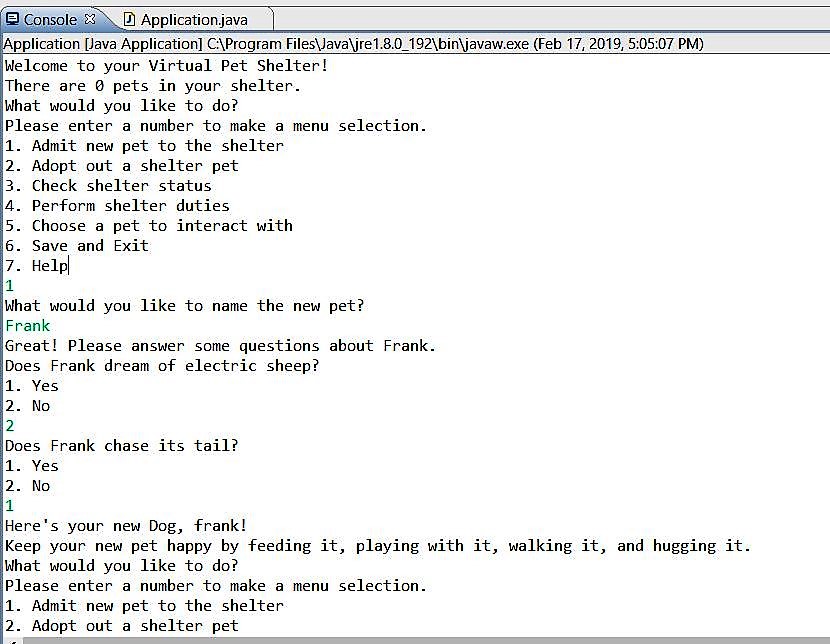 Console Application.java
Application [Java Application] C:\Program Files\Java\jre1.8.0_192\bin\javaw.exe (Feb 17, 2019, 5:05:07 PM)
Welcome to your Virtual Pet Shelter!
There are 0 pets in your shelter.
What would you like to do?
Please enter a number to make a menu selection.
1. Admit new pet to the shelter
2. Adopt out a shelter pet
3. Check shelter status
4. Perform shelter duties
5. Choose a pet to interact with
6. Save and Exit
7. Help
1
What would you like to name the new pet?
Frank
Great! Please answer some questions about Frank.
Does Frank dream of electric sheep?
1. Yes
2. No
2
Does Frank chase its tail?
1. Yes
2. No
1
Here's your new Dog, frank!
Keep your new pet happy by feeding it, playing with it, walking it, and hugging it.
What would you like to do?
Please enter a number to make a menu selection.
1. Admit new pet to the shelter
2. Adopt out a shelter pet